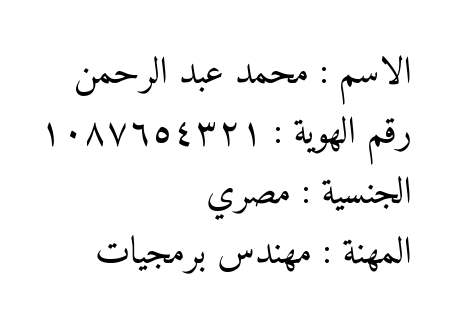 الاسم : محمد عبد الرحمن
رقم الهوية : ١٠٨٧٦٥٤٣٢١
الجنسية : مصري
المهنة : مهندس برمجيات